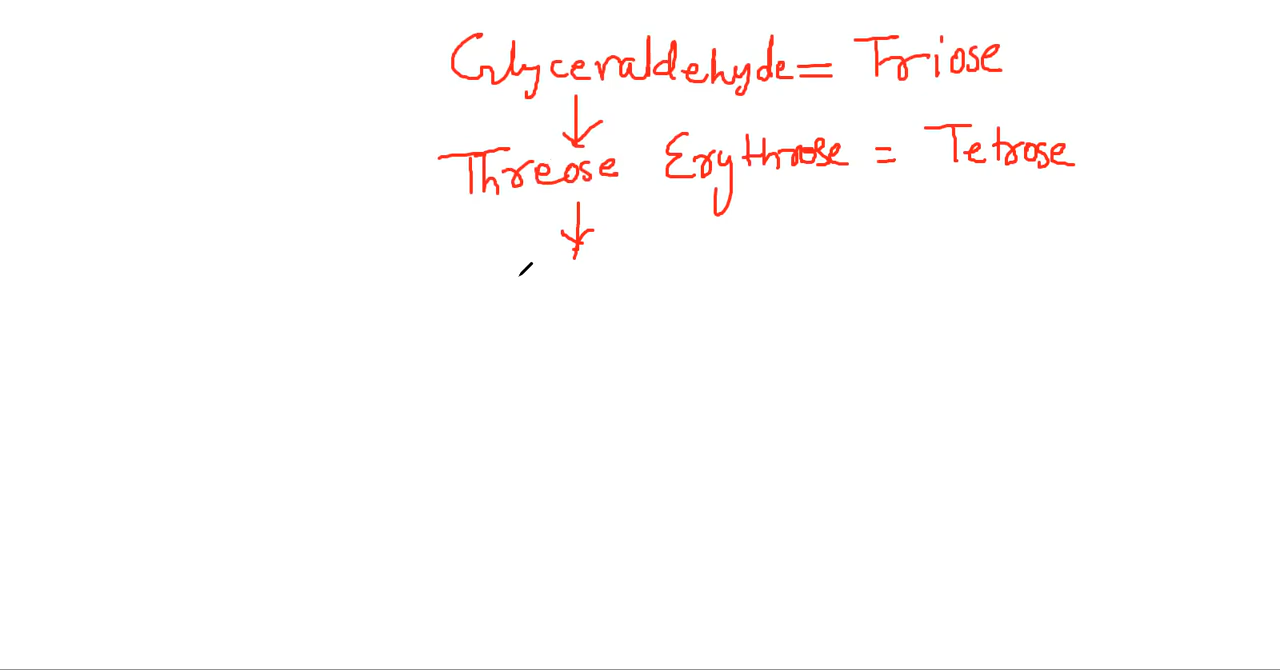 Glyceraldehyde = Triose
Threose Erythrose = Tetrose